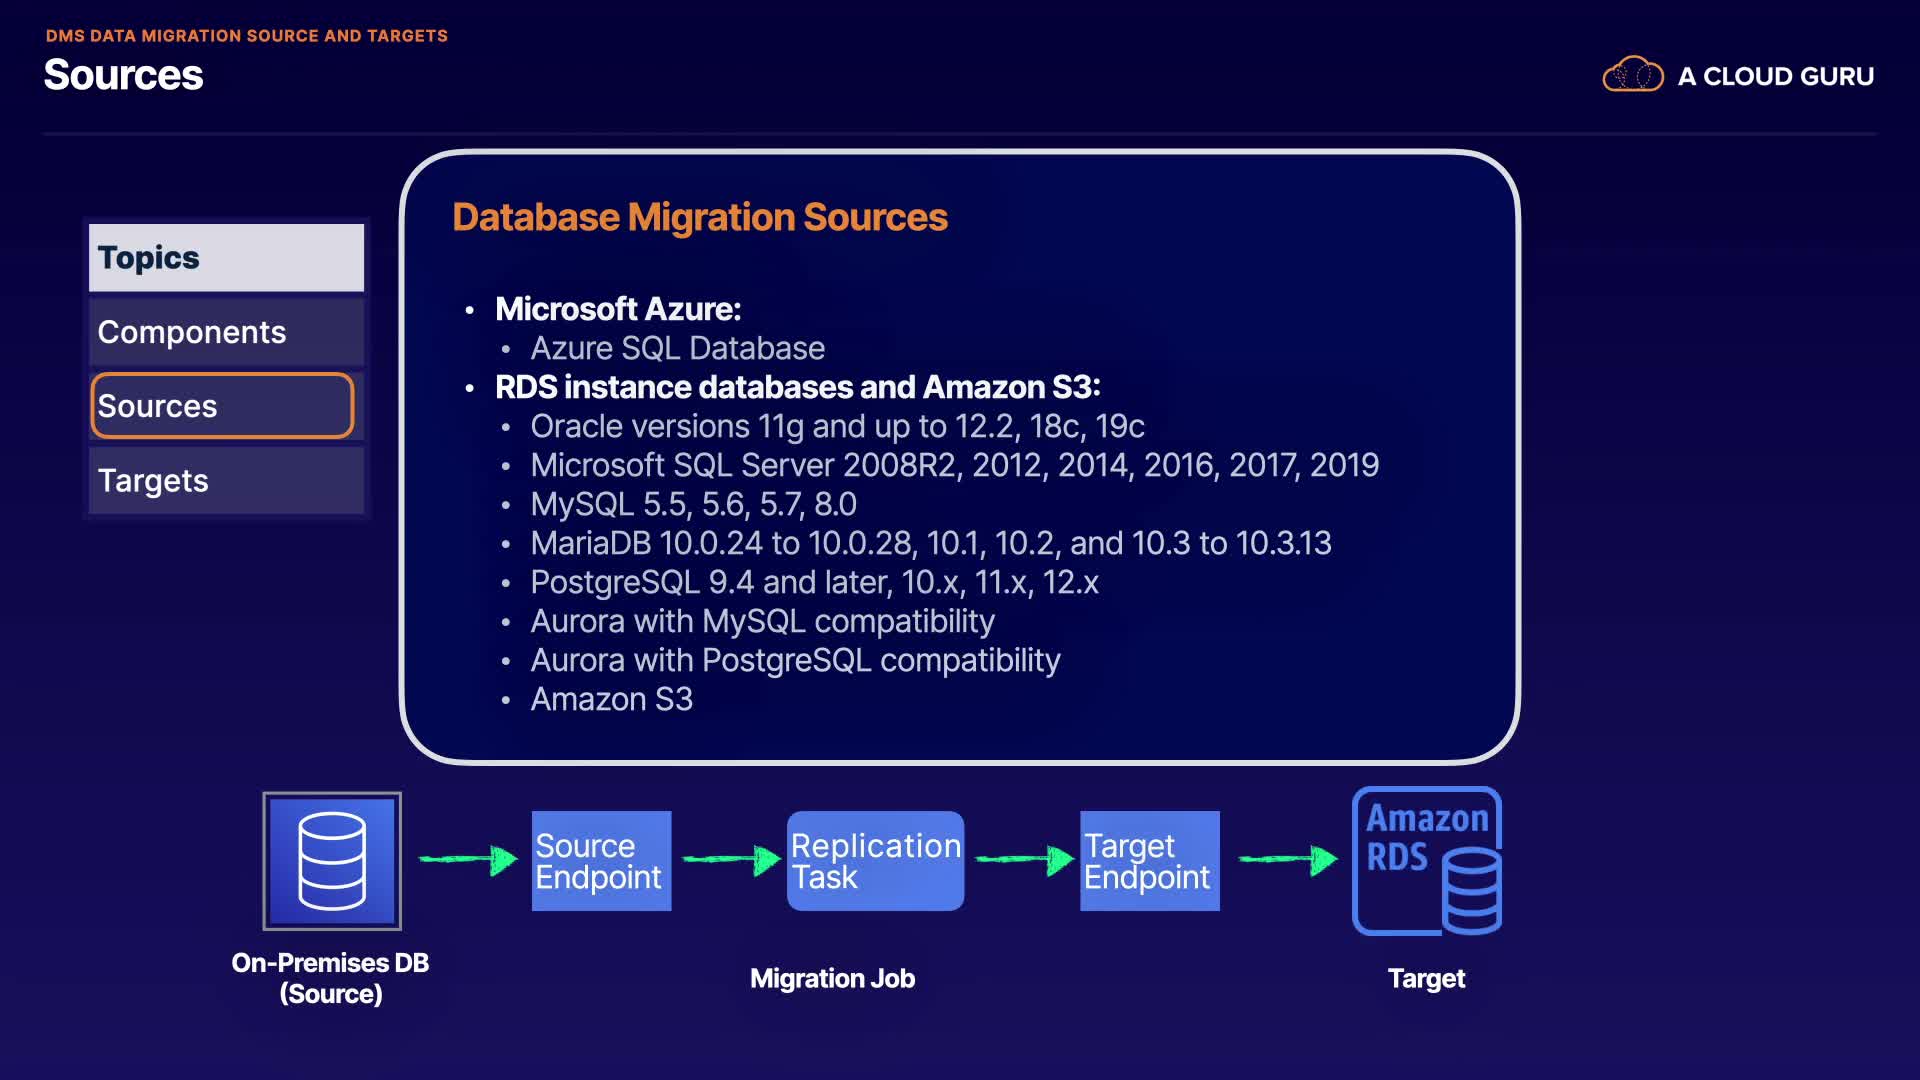 DMS DATA MIGRATION SOURCE AND TARGETS
Sources
A CLOUD GURU
Topics
Components
Sources
Targets
Database Migration Sources
• Microsoft Azure:
• Azure SQL Database
• RDS instance databases and Amazon S3:
• Oracle versions 11g and up to 12.2, 18c, 19c
• Microsoft SQL Server 2008R2, 2012, 2014, 2016, 2017, 2019
• MySQL 5.5, 5.6, 5.7, 8.0
• MariaDB 10.0.24 to 10.0.28, 10.1, 10.2, and 10.3 to 10.3.13
• PostgreSQL 9.4 and later, 10.x, 11.x, 12.x
• Aurora with MySQL compatibility
• Aurora with PostgreSQL compatibility
• Amazon S3
Source
Endpoint
Replication
Task
Target
Endpoint
Amazon
RDS
On-Premises DB
(Source)
Migration Job
Target